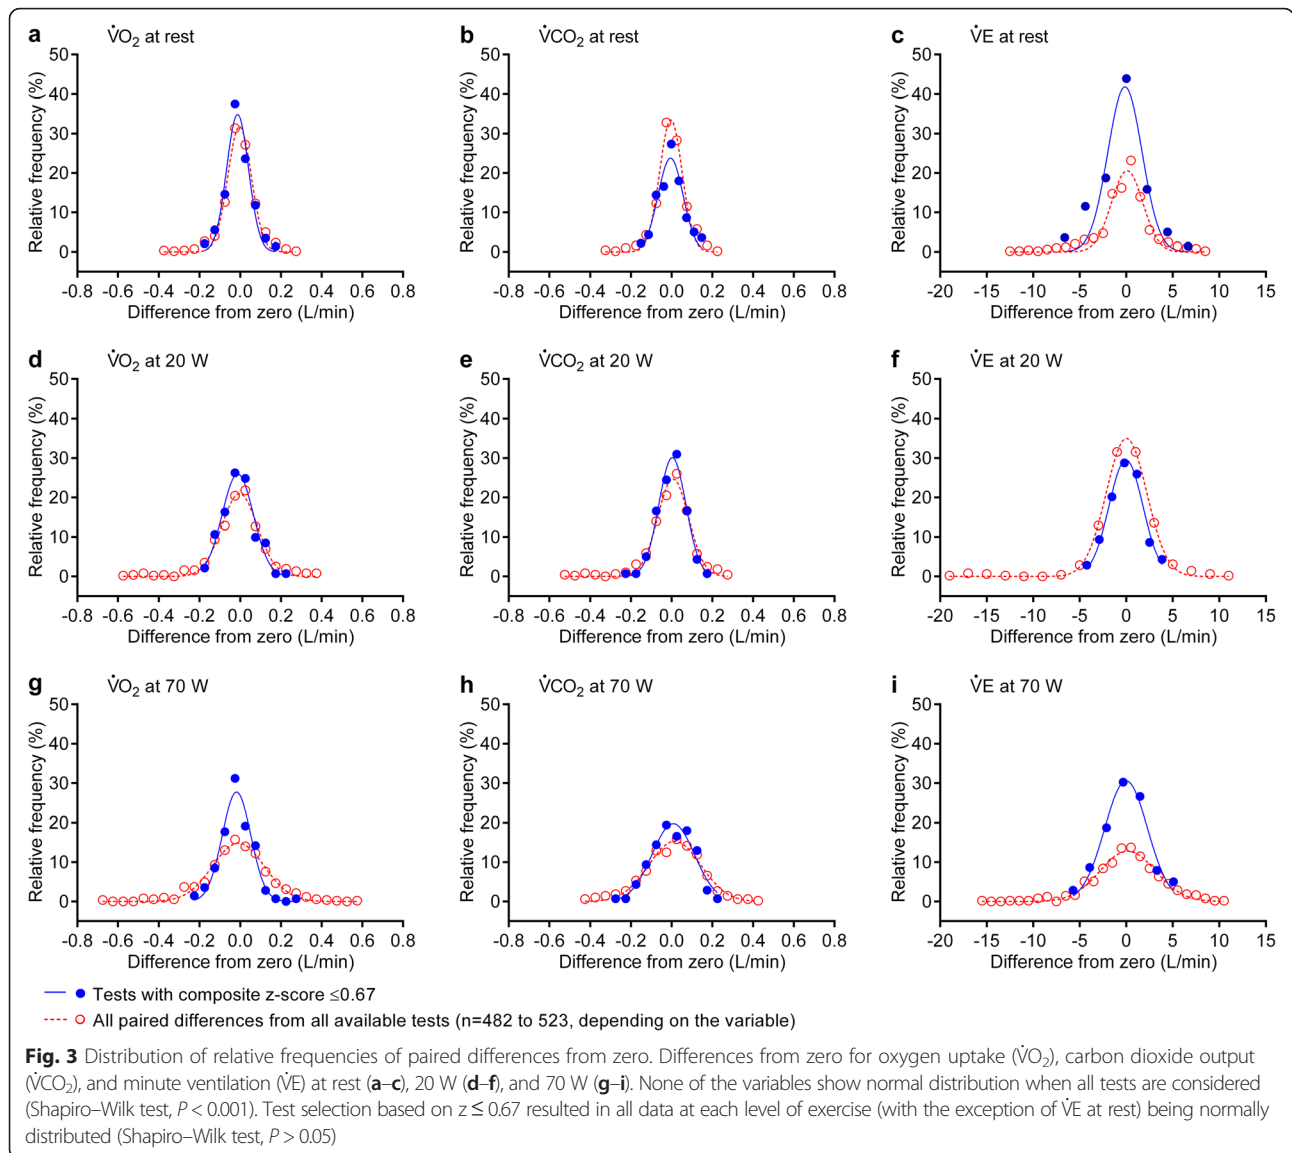 a V̇O₂ at rest
Relative frequency (%)
50
40
30
20
10
0
-0.8 -0.6 -0.4 -0.2 0.0 0.2 0.4 0.6 0.8
Difference from zero (L/min)
b V̇CO₂ at rest
Relative frequency (%)
50
40
30
20
10
0
-0.8 -0.6 -0.4 -0.2 0.0 0.2 0.4 0.6 0.8
Difference from zero (L/min)
c V̇E at rest
Relative frequency (%)
50
40
30
20
10
0
-20 -15 -10 -5 0 5 10 15
Difference from zero (L/min)
d V̇O₂ at 20 W
Relative frequency (%)
50
40
30
20
10
0
-0.8 -0.6 -0.4 -0.2 0.0 0.2 0.4 0.6 0.8
Difference from zero (L/min)
e V̇CO₂ at 20 W
Relative frequency (%)
50
40
30
20
10
0
-0.8 -0.6 -0.4 -0.2 0.0 0.2 0.4 0.6 0.8
Difference from zero (L/min)
f V̇E at 20 W
Relative frequency (%)
50
40
30
20
10
0
-20 -15 -10 -5 0 5 10 15
Difference from zero (L/min)
g V̇O₂ at 70 W
Relative frequency (%)
50
40
30
20
10
0
-0.8 -0.6 -0.4 -0.2 0.0 0.2 0.4 0.6 0.8
Difference from zero (L/min)
h V̇CO₂ at 70 W
Relative frequency (%)
50
40
30
20
10
0
-0.8 -0.6 -0.4 -0.2 0.0 0.2 0.4 0.6 0.8
Difference from zero (L/min)
i V̇E at 70 W
Relative frequency (%)
50
40
30
20
10
0
-20 -15 -10 -5 0 5 10 15
Difference from zero (L/min)
Tests with composite z-score ≤0.67
All paired differences from all available tests (n=482 to 523, depending on the variable)
Fig. 3 Distribution of relative frequencies of paired differences from zero. Differences from zero for oxygen uptake (V̇O₂), carbon dioxide output
(V̇CO₂), and minute ventilation (V̇E) at rest (a–c), 20 W (d–f), and 70 W (g–i). None of the variables show normal distribution when all tests are considered
(Shapiro–Wilk test, P < 0.001). Test selection based on z ≤ 0.67 resulted in all data at each level of exercise (with the exception of V̇E at rest) being normally
distributed (Shapiro–Wilk test, P > 0.05)